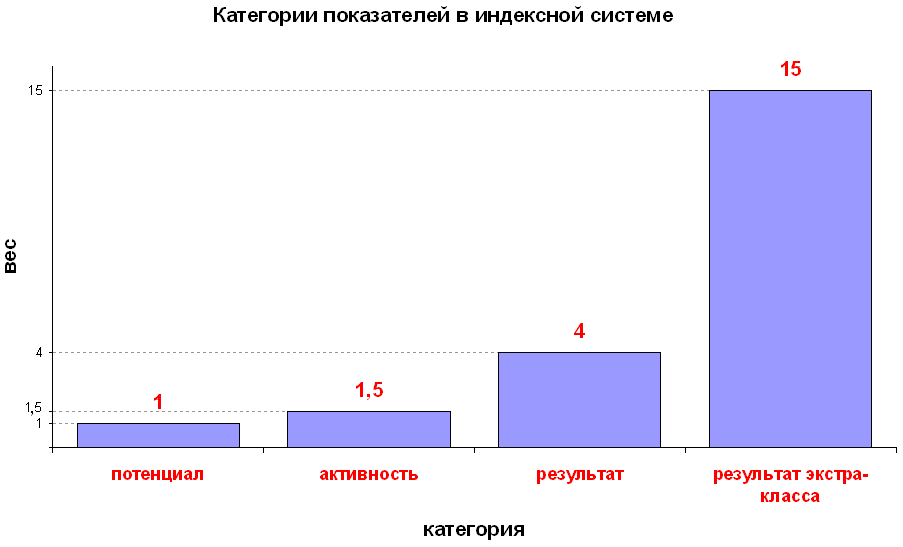 Категории показателей в индексной системе
15
15
вес
4
4
1,5
1,5
1
1
потенциал
активность
результат
результат экстра-
класса
категория